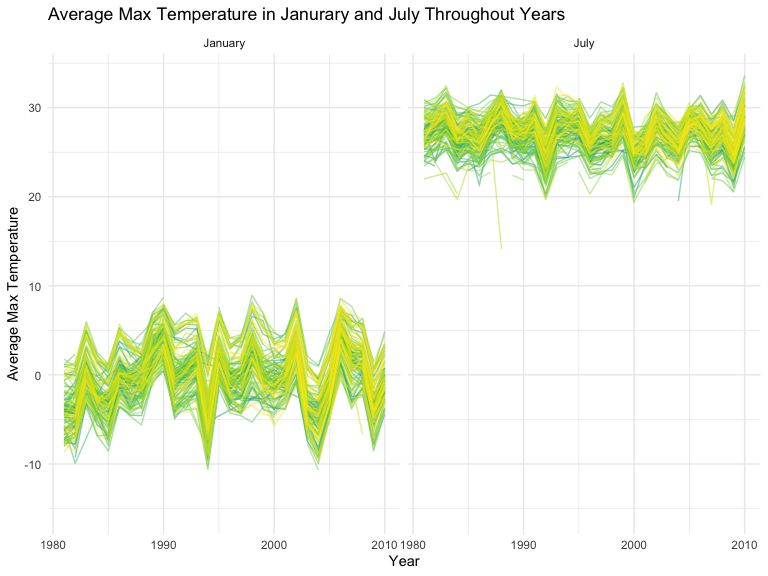 Average Max Temperature in Janurary and July Throughout Years
January
July
Average Max Temperature
30
20
10
0
-10
1980
1990
2000
2010
1980
1990
2000
2010
Year